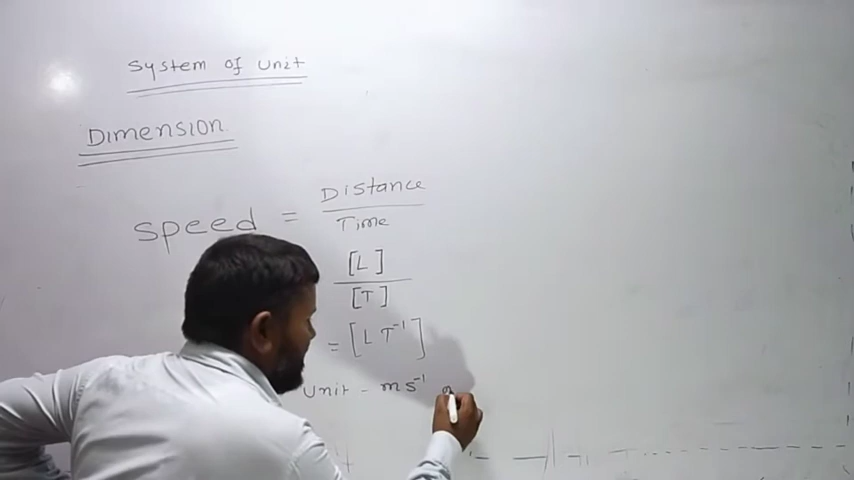 System of Unit
DIMENSION
speed = Distance
Time
[L]
[T]
= [L T⁻¹]
Unit - m s⁻¹